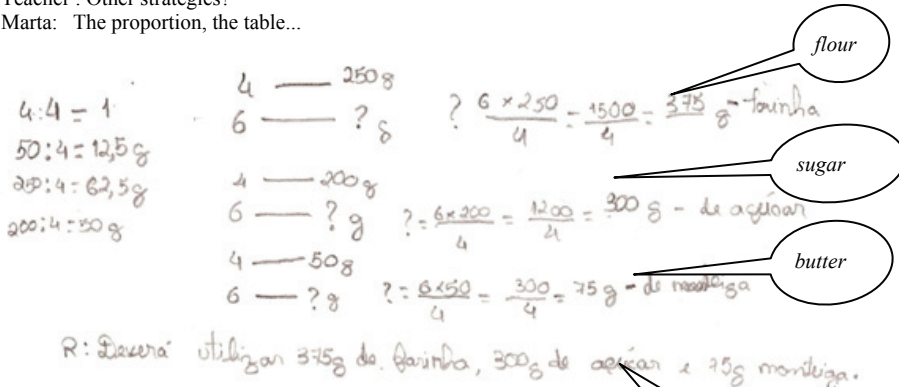 Teacher : Other strategies?
Marta: The proportion, the table...
4:4 = 1
50:4 = 12,5 g
250:4 = 62,5 g
200:4 = 50 g
4 — 250 g
6 — ? g
? 6 × 250 / 4 = 1500 / 4 = 375 g - farinha
flour
4 — 200 g
6 — ? g
? = 6×200 / 4 = 1200 / 4 = 300 g - de açúcar
sugar
4 — 50 g
6 — ? g
? = 6×50 / 4 = 300 / 4 = 75 g - de manteiga
butter
R: Deverá utilizar 375g de farinha, 300g de açúcar e 75g monteiga.